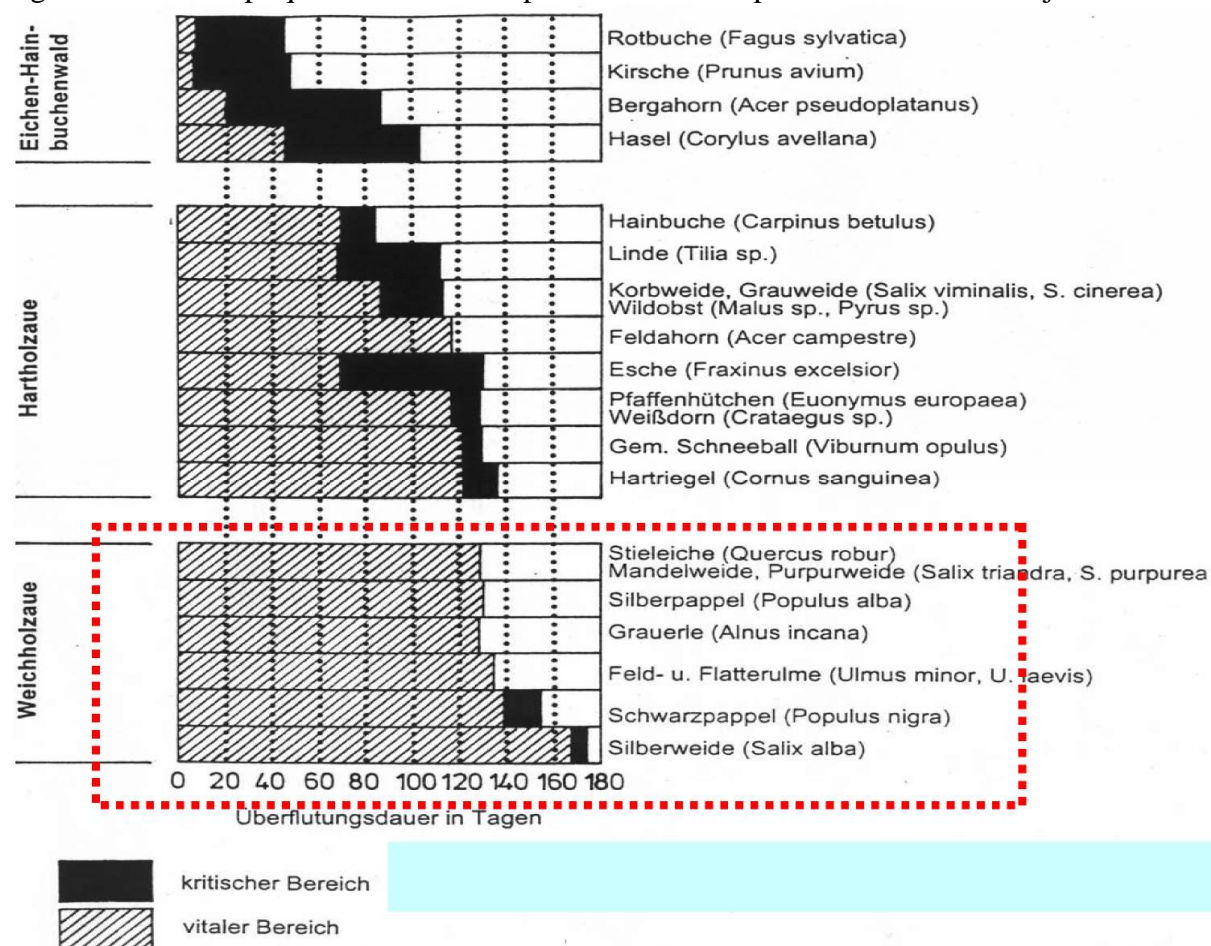 Eichen-Hain-
buchenwald
Rotbuche (Fagus sylvatica)
Kirsche (Prunus avium)
Bergahorn (Acer pseudoplatanus)
Hasel (Corylus avellana)
Hartholzaue
Hainbuche (Carpinus betulus)
Linde (Tilia sp.)
Korbweide, Grauweide (Salix viminalis, S. cinerea)
Wildobst (Malus sp., Pyrus sp.)
Feldahorn (Acer campestre)
Esche (Fraxinus excelsior)
Pfaffenhütchen (Euonymus europaea)
Weißdorn (Crataegus sp.)
Gem. Schneeball (Viburnum opulus)
Hartriegel (Cornus sanguinea)
Weichholzaue
Stieleiche (Quercus robur)
Mandelweide, Purpurweide (Salix triandra, S. purpurea
Silberpappel (Populus alba)
Grauerle (Alnus incana)
Feld- u. Flatterulme (Ulmus minor, U. laevis)
Schwarzpappel (Populus nigra)
Silberweide (Salix alba)
0 20 40 60 80 100 120 140 160 180
Überflutungsdauer in Tagen
kritischer Bereich
vitaler Bereich